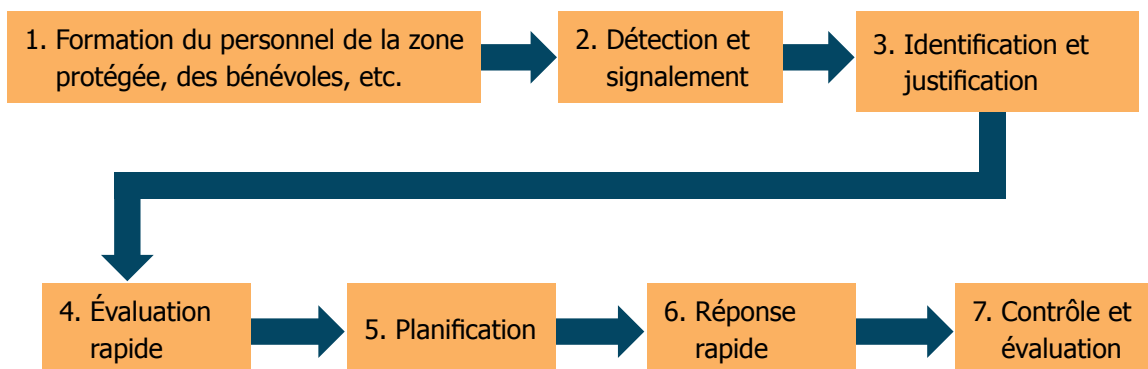 1. Formation du personnel de la zone
protégée, des bénévoles, etc.
2. Détection et
signalement
3. Identification et
justification
4. Évaluation
rapide
5. Planification
6. Réponse
rapide
7. Contrôle et
évaluation